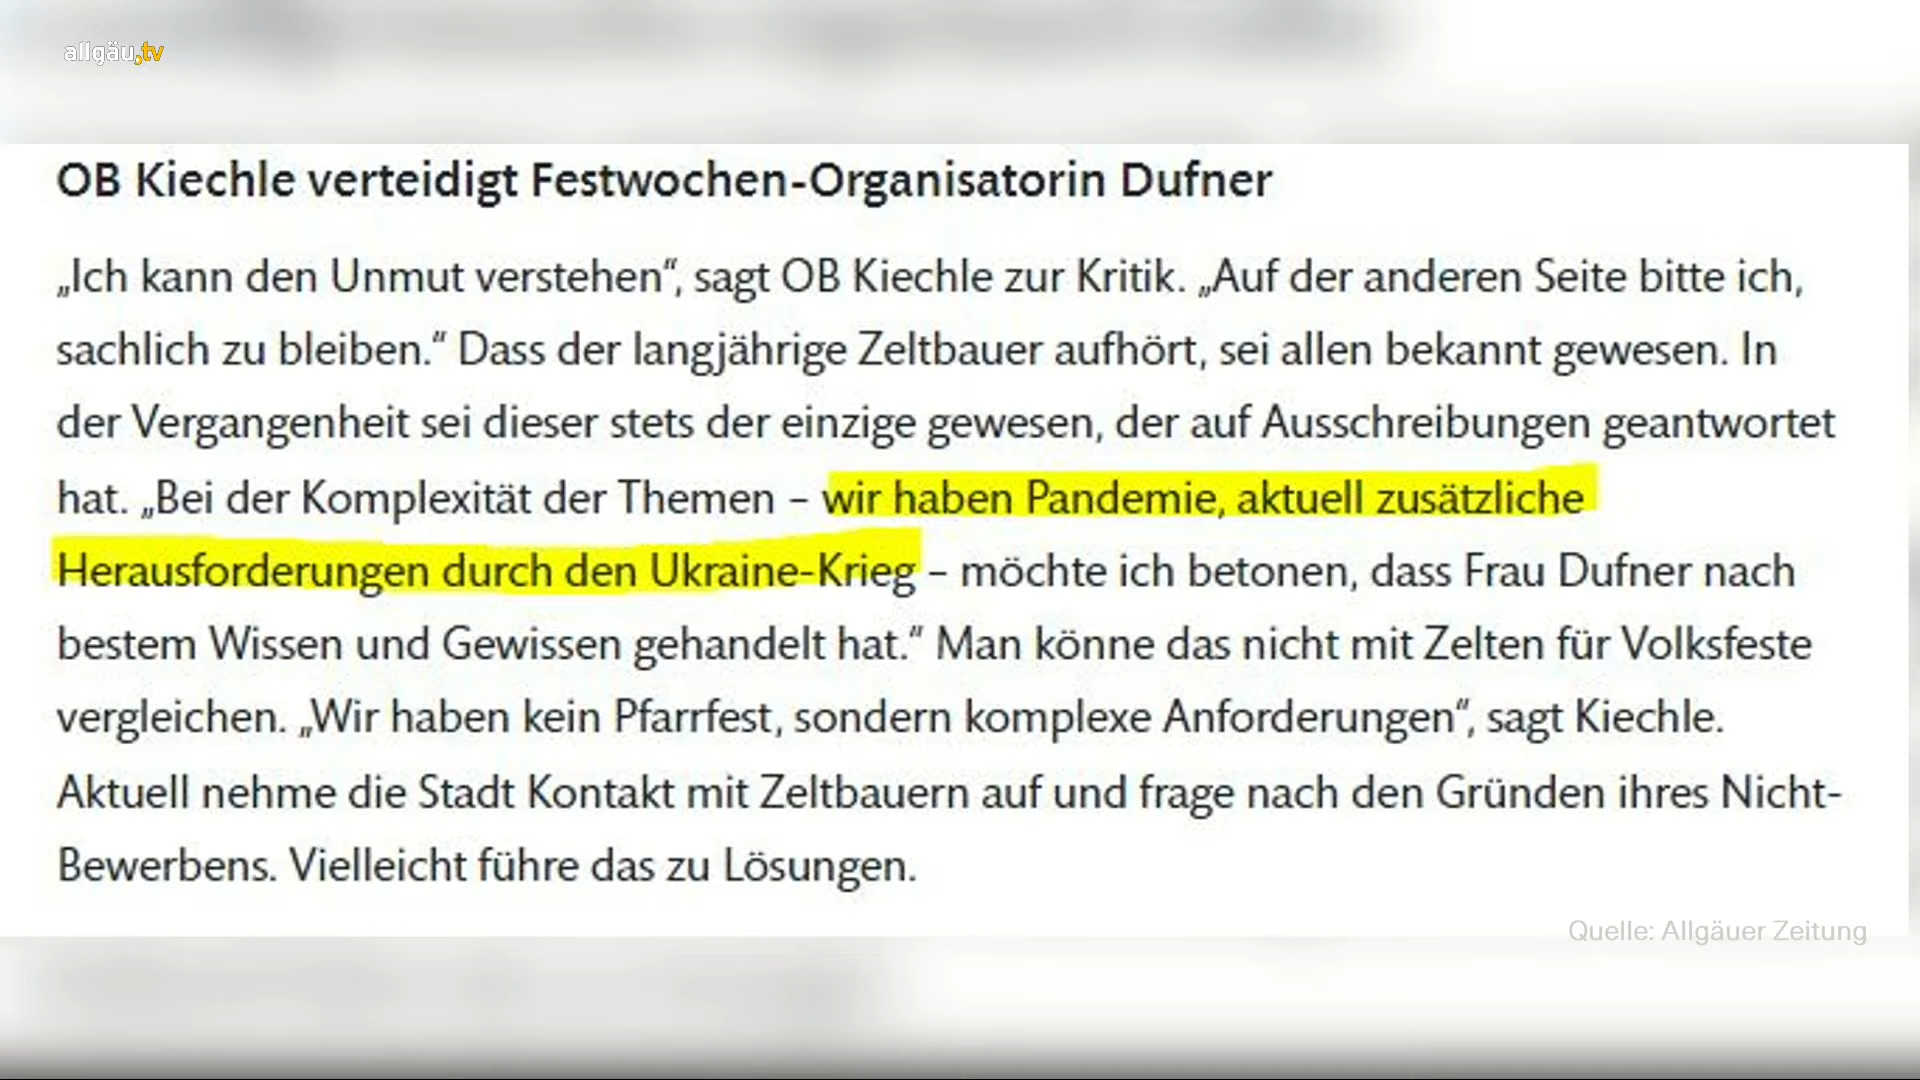 allgäu.tv
OB Kiechle verteidigt Festwochen-Organisatorin Dufner
„Ich kann den Unmut verstehen“, sagt OB Kiechle zur Kritik. „Auf der anderen Seite bitte ich,
sachlich zu bleiben.“ Dass der langjährige Zeltbauer aufhört, sei allen bekannt gewesen. In
der Vergangenheit sei dieser stets der einzige gewesen, der auf Ausschreibungen geantwortet
hat. „Bei der Komplexität der Themen – wir haben Pandemie, aktuell zusätzliche
Herausforderungen durch den Ukraine-Krieg – möchte ich betonen, dass Frau Dufner nach
bestem Wissen und Gewissen gehandelt hat.“ Man könne das nicht mit Zelten für Volksfeste
vergleichen. „Wir haben kein Pfarrfest, sondern komplexe Anforderungen“, sagt Kiechle.
Aktuell nehme die Stadt Kontakt mit Zeltbauern auf und frage nach den Gründen ihres Nicht-
Bewerbens. Vielleicht führe das zu Lösungen.
Quelle: Allgäuer Zeitung